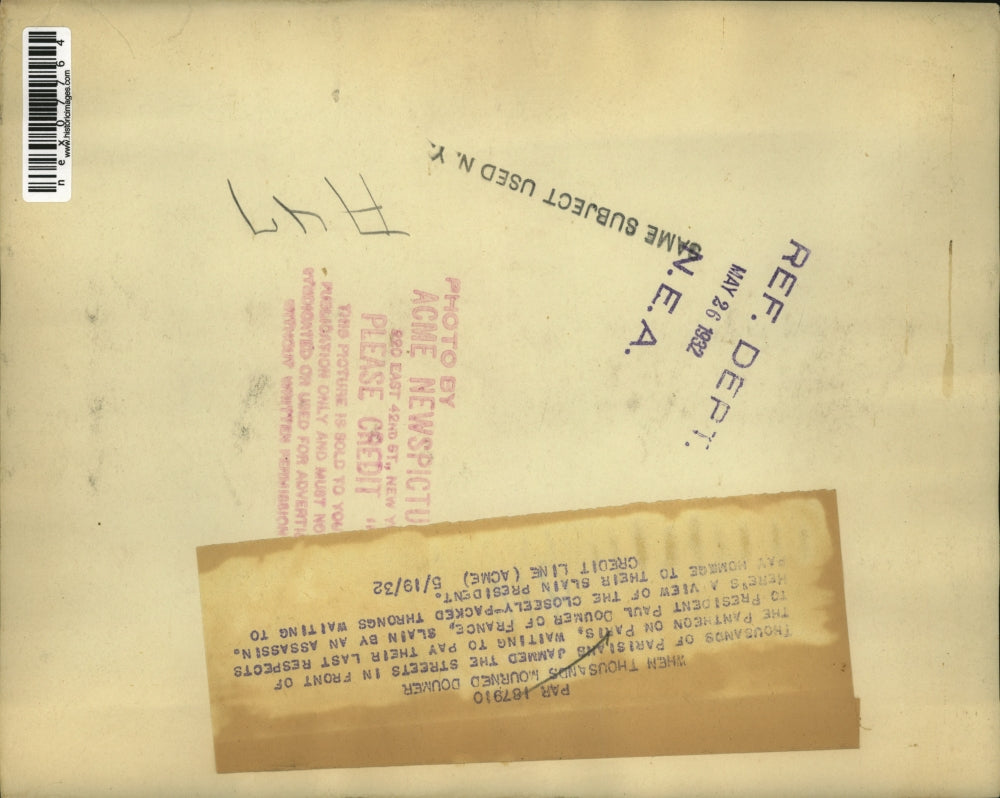 nex07764
www.historicimages.com
#47
SAME SUBJECT USED N.Y.
REF. DEPT.
MAY 26 1932
N.E.A.
PHOTO BY
ACME NEWSPICTU
220 EAST 42ND ST., NEW Y
PLEASE CREDIT "
THIS PICTURE IS SOLD TO YOU
PUBLICATION ONLY AND MUST NO
SYNDICATED OR USED FOR ADVERTI
WITHOUT WRITTEN PERMISSION
PAR 187910
WHEN THOUSANDS MOURNED DOUMER
THOUSANDS OF PARISIANS JAMMED THE STREETS IN FRONT OF
THE PANTHEON ON PARIS, WAITING TO PAY THEIR LAST RESPECTS
TO PRESIDENT PAUL DOUMER OF FRANCE, SLAIN BY AN ASSASSIN.
HERE'S A VIEW OF THE CLOSELY-PACKED THRONGS WAITING TO
PAY HOMAGE TO THEIR SLAIN PRESIDENT.
CREDIT LINE (ACME) 5/19/32